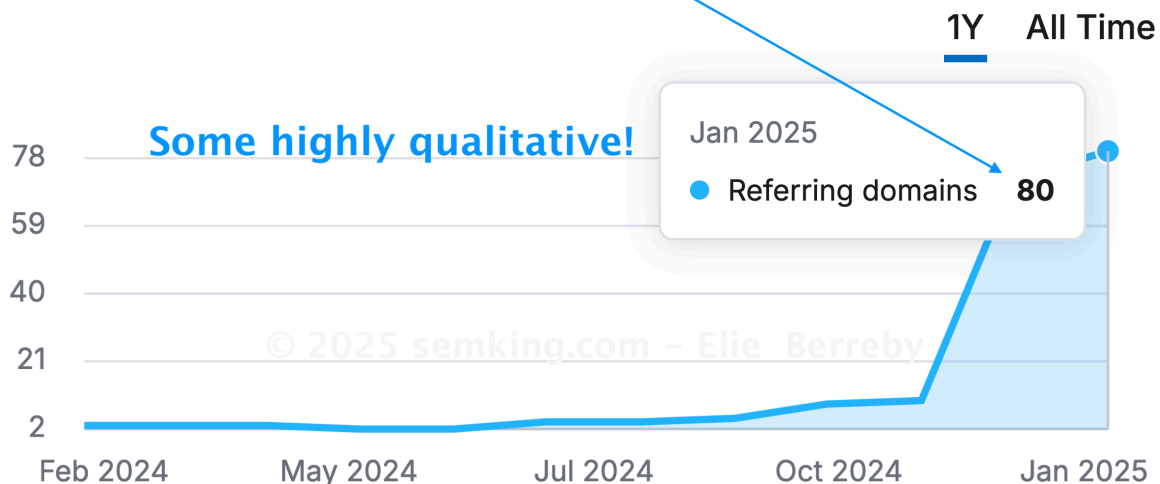 1Y All Time
Some highly qualitative!
Jan 2025
Referring domains 80
78
59
40
21
2
© 2025 semking.com – Elie Berreby
Feb 2024 May 2024 Jul 2024 Oct 2024 Jan 2025